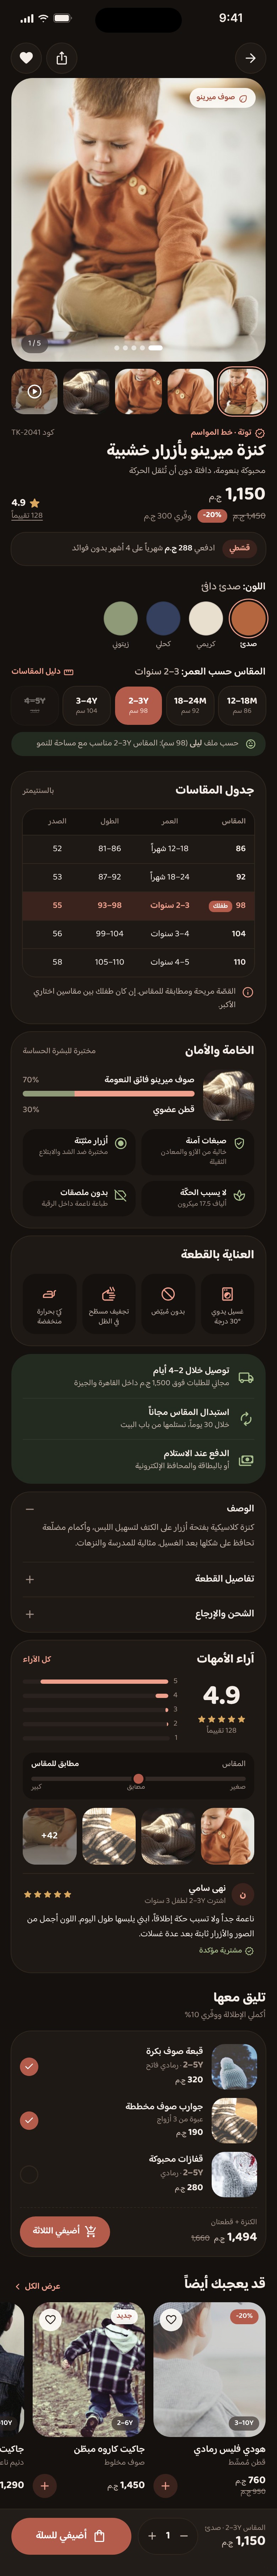 9:41
صوف ميرينو
1 / 5
توتة · خط المواسم
كود TK-2041
كنزة ميرينو بأزرار خشبية
محبوكة بنعومة، دافئة دون أن تُثقل الحركة
1,150 ج.م
1,450 ج.م
-20%
وفّري 300 ج.م
4.9
128 تقييماً
قسّطي
ادفعي 288 ج.م شهرياً على 4 أشهر بدون فوائد
اللون: صدئ دافئ
صدئ
كريمي
كحلي
زيتوني
المقاس حسب العمر: 2–3 سنوات
دليل المقاسات
12–18M
86 سم
18–24M
92 سم
2–3Y
98 سم
3–4Y
104 سم
4–5Y
حسب ملف ليلى (98 سم): المقاس 2–3Y مناسب مع مساحة للنمو
جدول المقاسات
بالسنتيمتر
المقاس العمر الطول الصدر
86 12–18 شهراً 81–86 52
92 18–24 شهراً 87–92 53
98 طفلك 2–3 سنوات 93–98 55
104 3–4 سنوات 99–104 56
110 4–5 سنوات 105–110 58
القصّة مريحة ومطابقة للمقاس. إن كان طفلك بين مقاسين اختاري
الأكبر.
الخامة والأمان
مختبرة للبشرة الحساسة
صوف ميرينو فائق النعومة
70%
قطن عضوي
30%
صبغات آمنة
خالية من الآزو والمعادن
الثقيلة
أزرار مثبّتة
مختبرة ضد الشد والابتلاع
لا يسبب الحكّة
ألياف 17.5 ميكرون
بدون ملصقات
طباعة ناعمة داخل الرقبة
العناية بالقطعة
غسيل يدوي
30° درجة
بدون مُبيّض
تجفيف مسطّح
في الظل
كيّ بحرارة
منخفضة
توصيل خلال 2–4 أيام
مجاني للطلبات فوق 1,500 ج.م داخل القاهرة والجيزة
استبدال المقاس مجاناً
خلال 30 يوماً، نستلمها من باب البيت
الدفع عند الاستلام
أو بالبطاقة والمحافظ الإلكترونية
الوصف
كنزة كلاسيكية بفتحة أزرار على الكتف لتسهيل اللبس، وأكمام مضلّعة
تحافظ على شكلها بعد الغسيل. مثالية للمدرسة والنزهات.
تفاصيل القطعة
الشحن والإرجاع
آراء الأمهات
كل الآراء
4.9
128 تقييماً
5
4
3
2
1
المقاس
مطابق للمقاس
صغير
مطابق
كبير
+42
ن
نهى سامي
اشترت 2–3Y لطفل 3 سنوات
ناعمة جداً ولا تسبب حكة إطلاقاً، ابني يلبسها طول اليوم. اللون أجمل من
الصور والأزرار ثابتة بعد عدة غسلات.
مشترية مؤكدة
تليق معها
أكملي الإطلالة ووفّري 10%
قبعة صوف بكرة
2–5Y · رمادي فاتح
320 ج.م
جوارب صوف مخططة
عبوة من 3 أزواج
190 ج.م
قفازات محبوكة
2–5Y · رمادي
280 ج.م
الكنزة + قطعتان
1,494 ج.م
1,660
أضيفي الثلاثة
قد يعجبك أيضاً
عرض الكل
-20%
3–10Y
هودي فليس رمادي
قطن مُمشّط
760 ج.م
950 ج.م
جديد
2–6Y
جاكيت كاروه مبطّن
صوف مخلوط
1,450 ج.م
1,290
المقاس 2–3Y · صدئ
1,150 ج.م
1
أضيفي للسلة